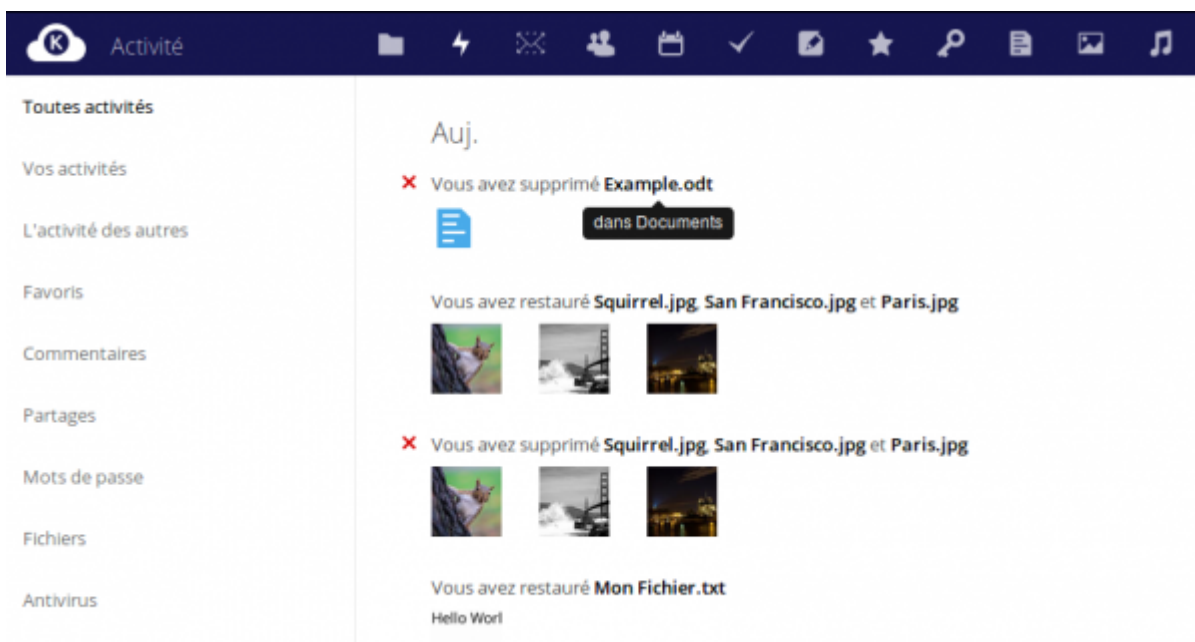 K
Activité
Toutes activités
Vos activités
L'activité des autres
Favoris
Commentaires
Partages
Mots de passe
Fichiers
Antivirus
Auj.
Vous avez supprimé Example.odt
dans Documents
Vous avez restauré Squirrel.jpg, San Francisco.jpg et Paris.jpg
Vous avez supprimé Squirrel.jpg, San Francisco.jpg et Paris.jpg
Vous avez restauré Mon Fichier.txt
Hello Worl